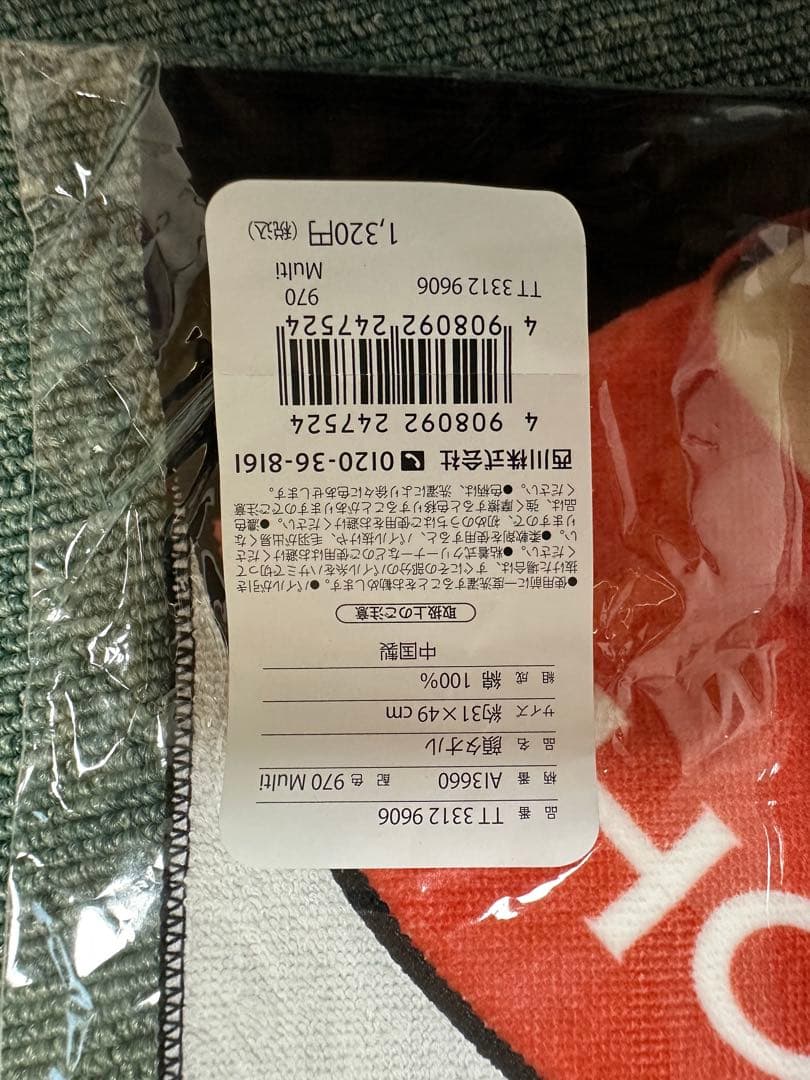 品 番 TT 3312 9606
柄 番 AI3660 配 色 970 Multi
品 名 顔タオル
サイズ 約31×49 cm
組 成 綿 100%
中国製
取扱上のご注意
●使用前に一度洗濯することをお勧めします。●パイルが引き
抜けた場合は、すぐにその部分のパイル糸をハサミで切って
ください。●粘着式クリーナーなどのご使用はお避けくださ
い。●柔軟剤を使用すると、パイル抜けや、毛羽が出易くな
りますので、初めのうちはご使用をお避けください。●濃色
品は、強く摩擦すると色移りすることがありますのでご注意
ください。●色柄は、洗濯により徐々に色あせします。
西川株式会社 0120-36-8161
4 908092 247524
4 908092 247524
TT 3312 9606 970
Multi
1,320円 (税込)
HO